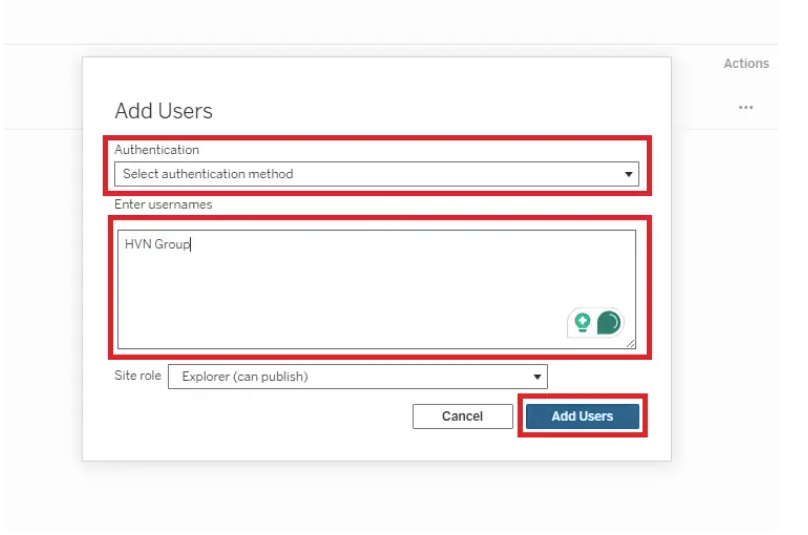 Actions
...
Add Users
Authentication
Select authentication method
Enter usernames
HVN Group
Site role Explorer (can publish)
Cancel Add Users